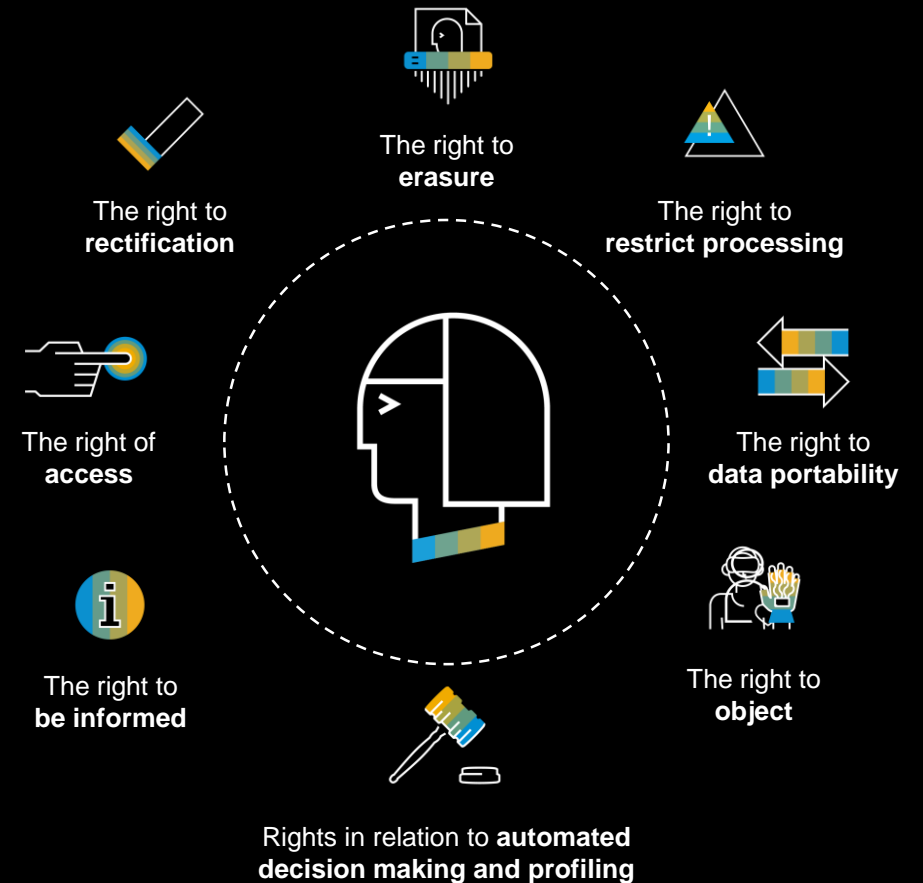 The right to
erasure
The right to
rectification
The right to
restrict processing
The right of
access
The right to
data portability
The right to
be informed
The right to
object
Rights in relation to automated
decision making and profiling